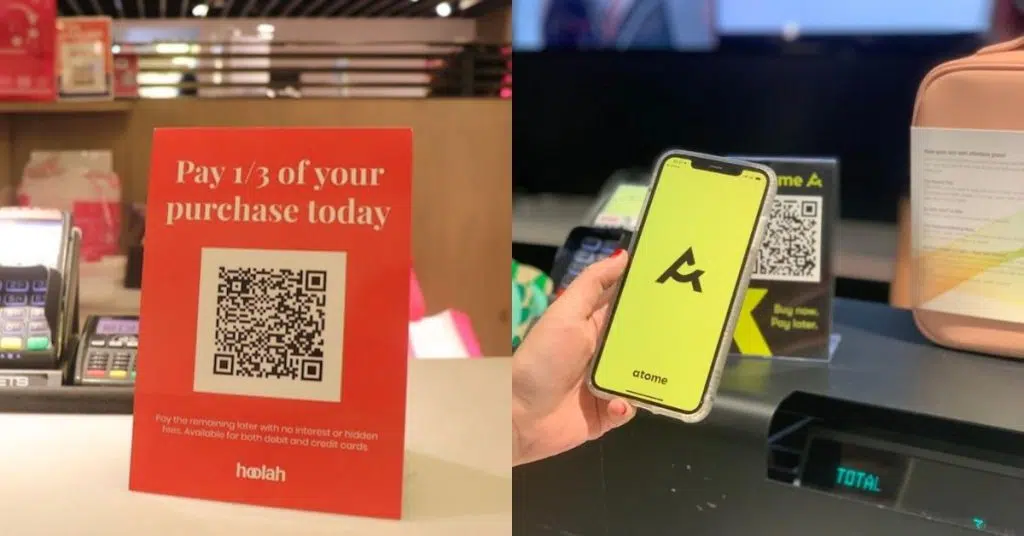 Pay 1/3 of your
purchase today
Pay the remaining later with no interest or hidden
fees. Available for both debit and credit cards.
hoolah
atome
ome
Buy now.
Pay later.
TOTAL